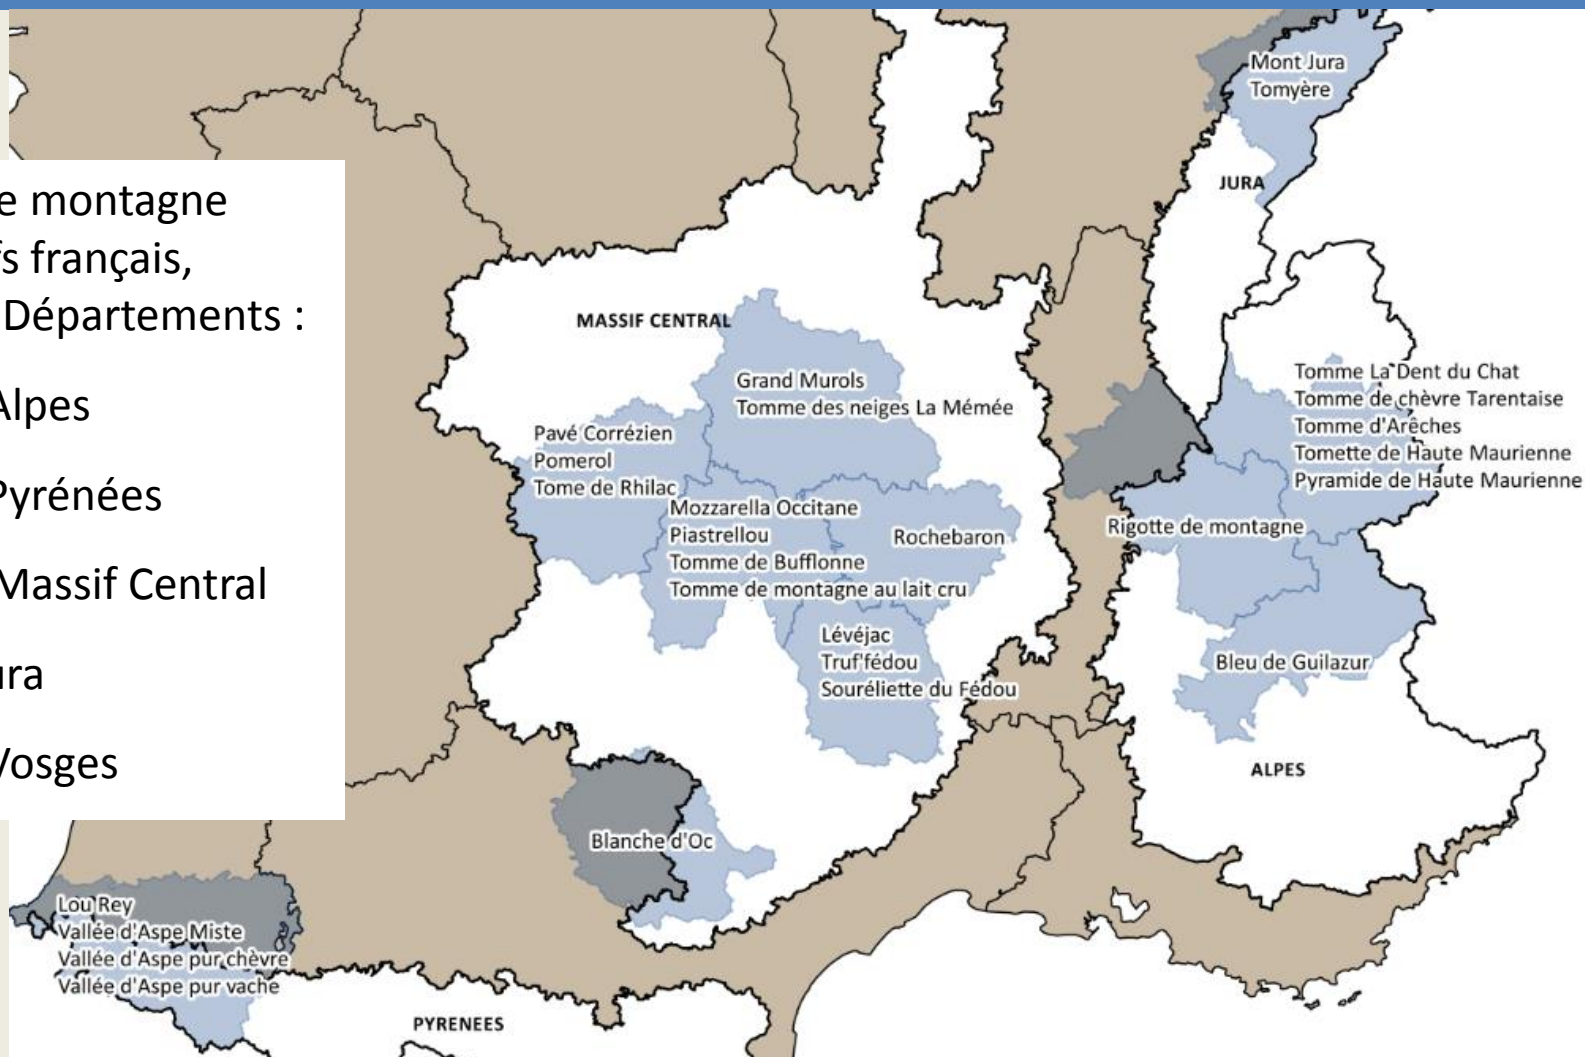 e montagne
s français,
Départements :
Alpes
Pyrénées
Massif Central
ura
Vosges
Mont Jura
Tomyère
JURA
MASSIF CENTRAL
Grand Murols
Tomme des neiges La Mémée
Pavé Corrézien
Pomerol
Tome de Rhilac
Mozzarella Occitane
Piastrellou
Tomme de Bufflonne
Tomme de montagne au lait cru
Rochebaron
Lévéjac
Truf'fédou
Souréliette du Fédou
Tomme La Dent du Chat
Tomme de chèvre Tarentaise
Tomme d'Arêches
Tomette de Haute Maurienne
Pyramide de Haute Maurienne
Rigotte de montagne
Bleu de Guilazur
ALPES
Blanche d'Oc
Lou Rey
Vallée d'Aspe Miste
Vallée d'Aspe pur chèvre
Vallée d'Aspe pur vache
PYRENEES